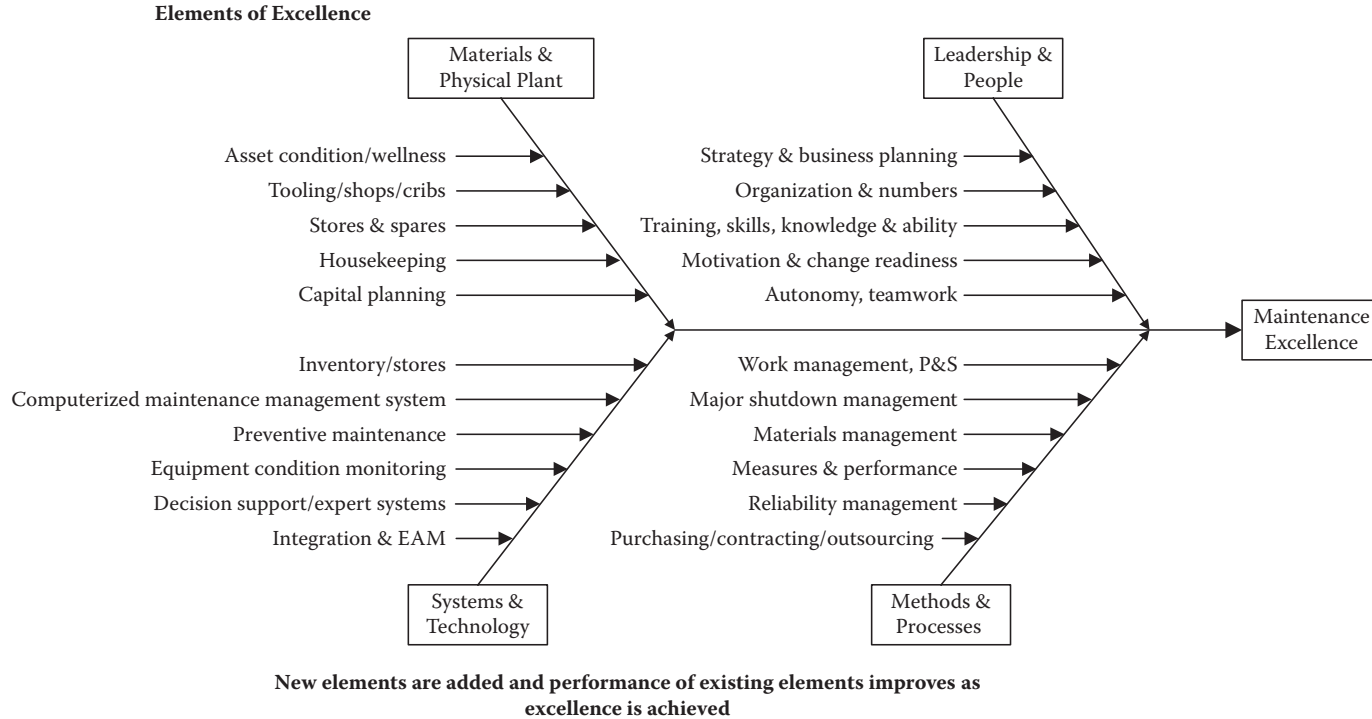 Elements of Excellence
Materials &
Physical Plant
Leadership &
People
Asset condition/wellness
Tooling/shops/cribs
Stores & spares
Housekeeping
Capital planning
Strategy & business planning
Organization & numbers
Training, skills, knowledge & ability
Motivation & change readiness
Autonomy, teamwork
Maintenance
Excellence
Inventory/stores
Computerized maintenance management system
Preventive maintenance
Equipment condition monitoring
Decision support/expert systems
Integration & EAM
Work management, P&S
Major shutdown management
Materials management
Measures & performance
Reliability management
Purchasing/contracting/outsourcing
Systems &
Technology
Methods &
Processes
New elements are added and performance of existing elements improves as
excellence is achieved